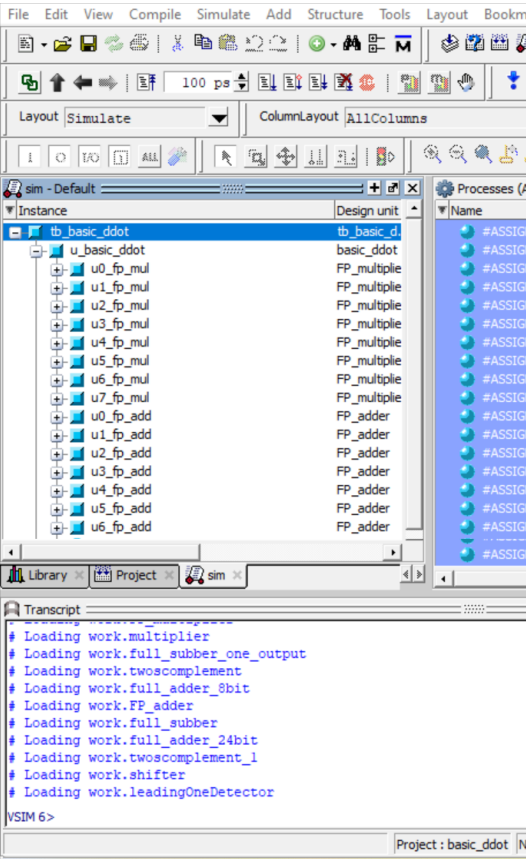 File Edit View Compile Simulate Add Structure Tools Layout Bookm
100 ps
Layout Simulate ColumnLayout AllColumns
I/O ALL
sim - Default Processes (A
Instance Design unit Name
tb_basic_ddot tb_basic_d. #ASSIG
u_basic_ddot basic_ddot #ASSIG
u0_fp_mul FP_multiplie #ASSIG
u1_fp_mul FP_multiplie #ASSIG
u2_fp_mul FP_multiplie #ASSIG
u3_fp_mul FP_multiplie #ASSIG
u4_fp_mul FP_multiplie #ASSIG
u5_fp_mul FP_multiplie #ASSIG
u6_fp_mul FP_multiplie #ASSIG
u7_fp_mul FP_multiplie #ASSIG
u0_fp_add FP_adder #ASSIG
u1_fp_add FP_adder #ASSIG
u2_fp_add FP_adder #ASSIG
u3_fp_add FP_adder #ASSIG
u4_fp_add FP_adder #ASSIG
u5_fp_add FP_adder #ASSIG
u6_fp_add FP_adder #ASSIG
#ASSIG
Library Project sim
Transcript
# Loading work.multiplier
# Loading work.full_subber_one_output
# Loading work.twoscomplement
# Loading work.full_adder_8bit
# Loading work.FP_adder
# Loading work.full_subber
# Loading work.full_adder_24bit
# Loading work.twoscomplement_1
# Loading work.shifter
# Loading work.leadingOneDetector
VSIM 6>
Project : basic_ddot N